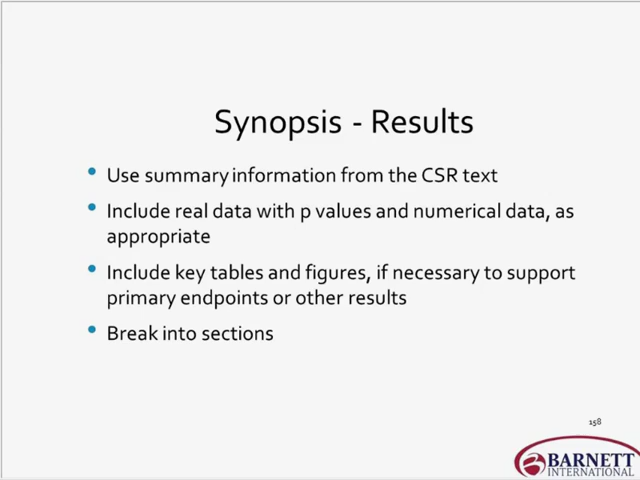 Synopsis - Results
• Use summary information from the CSR text
• Include real data with p values and numerical data, as
appropriate
• Include key tables and figures, if necessary to support
primary endpoints or other results
• Break into sections
158
BARNETT
INTERNATIONAL